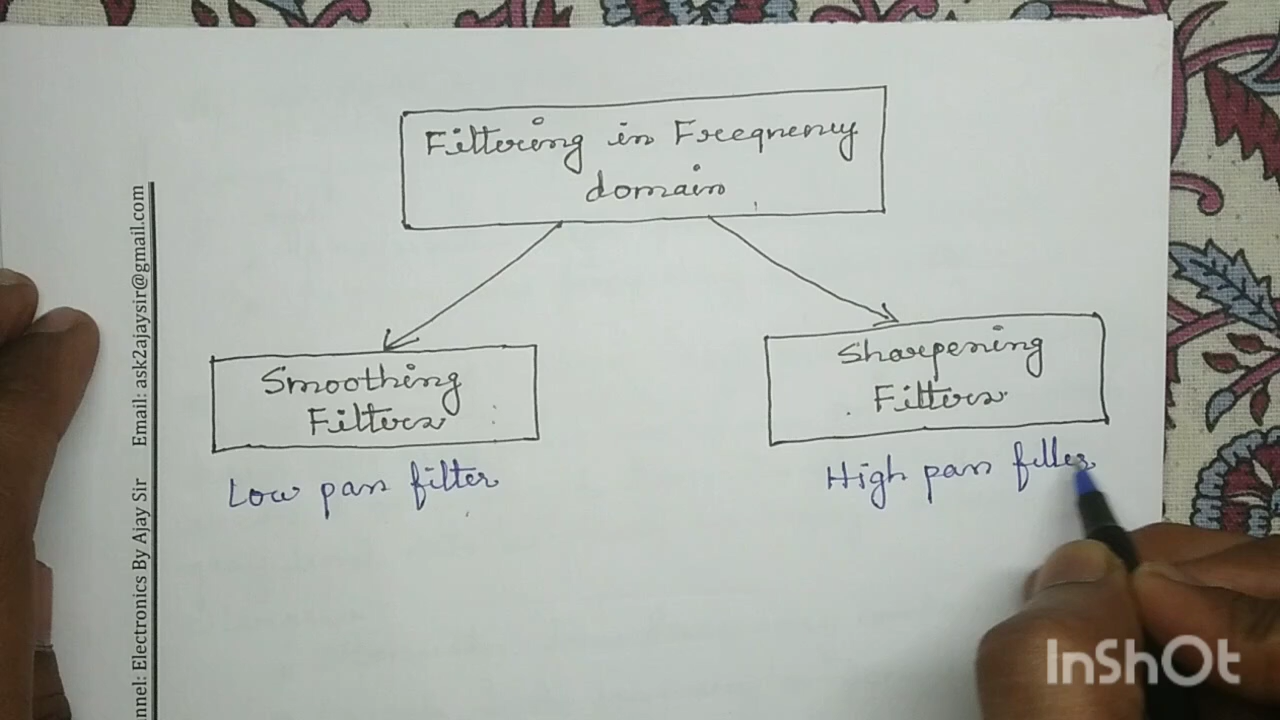 Filtering in Frequency
domain
Smoothing
Filters
Sharpening
Filters
Low pass filter
High pass filter
nnel: Electronics By Ajay Sir Email: ask2ajaysir@gmail.com
InShOt